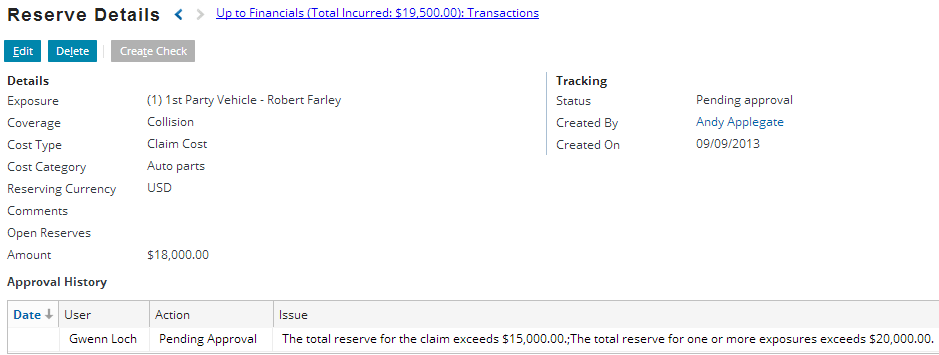 Reserve Details < > Up to Financials (Total Incurred: $19,500.00): Transactions
Edit Delete Create Check
Details Tracking
Exposure (1) 1st Party Vehicle - Robert Farley Status Pending approval
Coverage Collision Created By Andy Applegate
Cost Type Claim Cost Created On 09/09/2013
Cost Category Auto parts
Reserving Currency USD
Comments
Open Reserves
Amount $18,000.00
Approval History
Date ↓ User Action Issue
Gwenn Loch Pending Approval The total reserve for the claim exceeds $15,000.00.;The total reserve for one or more exposures exceeds $20,000.00.